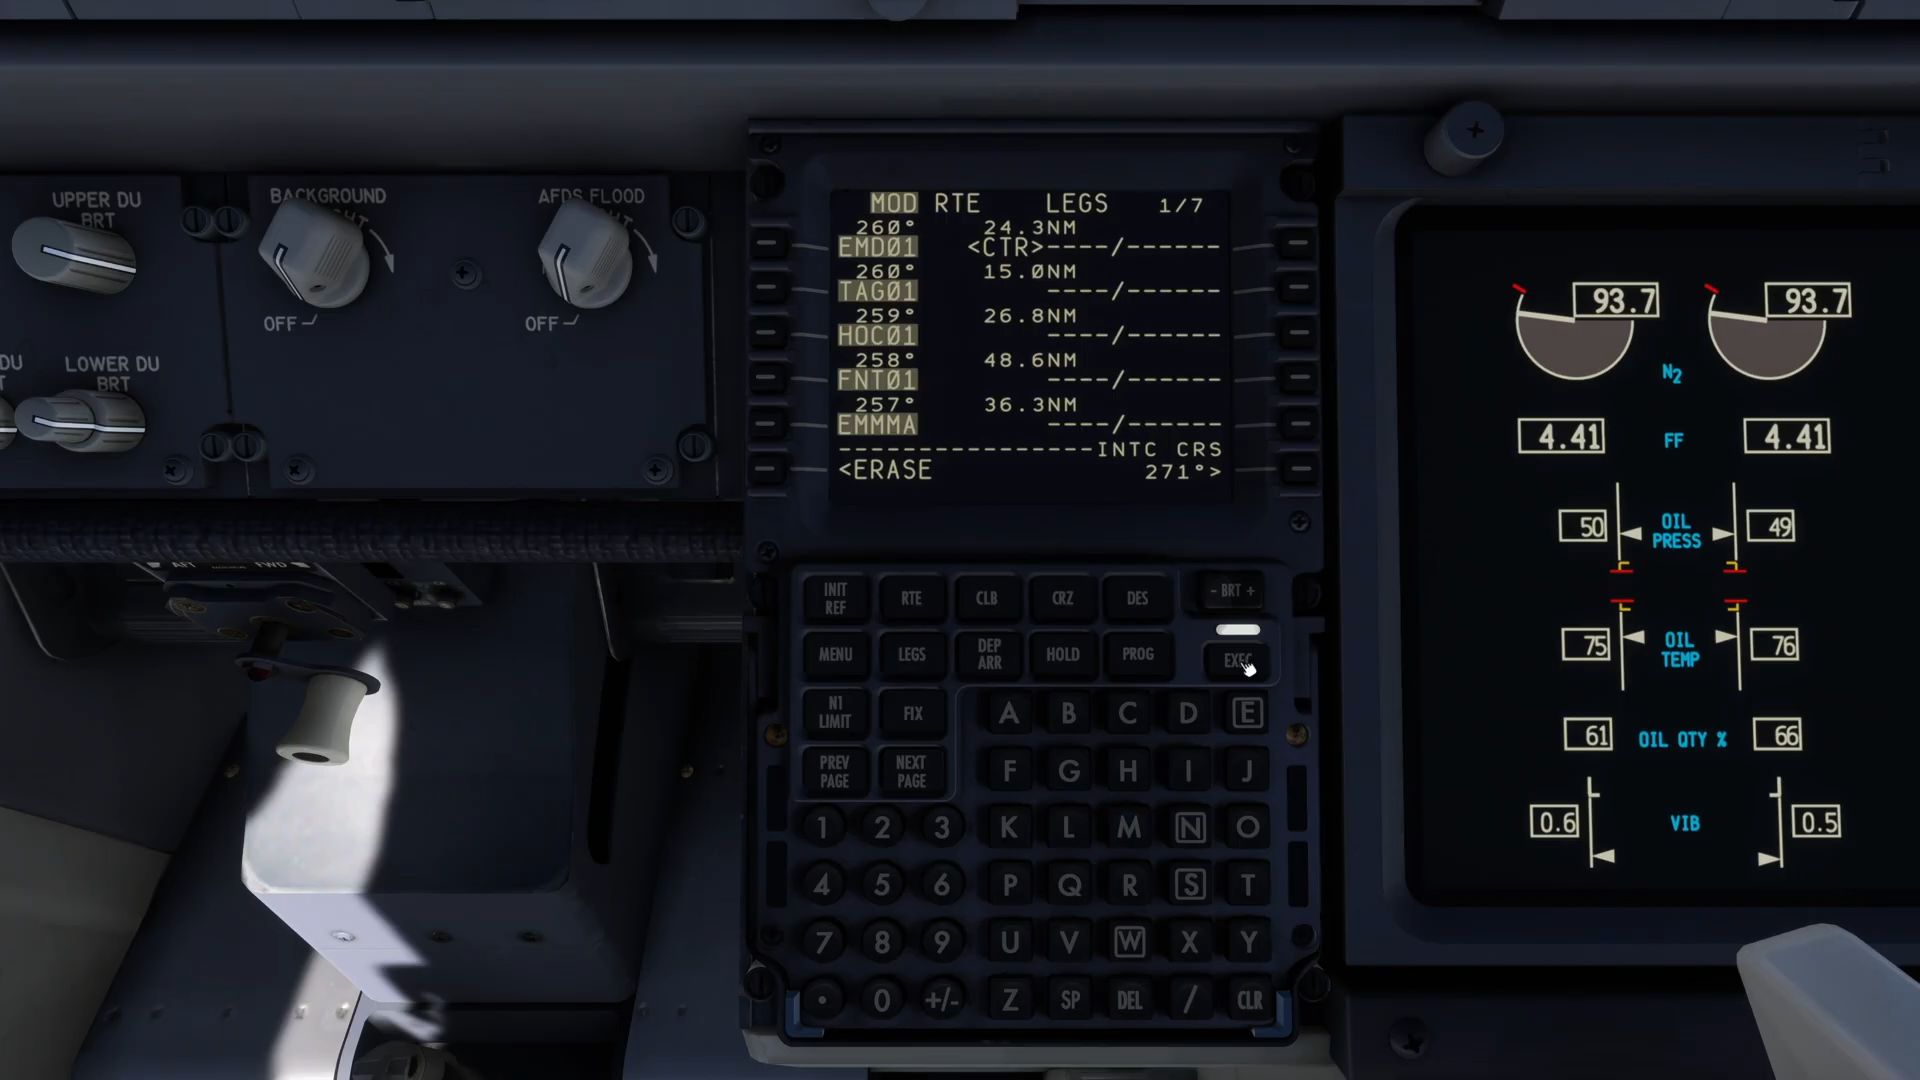 UPPER DU
BRT
BACKGROUND
AFDS FLOOD
OFF
OFF
DU
LOWER DU
BRT
AFT
FWD
MOD RTE LEGS 1/7
260° 24.3NM
EMD01 <CTR>----/------
260° 15.0NM
TAG01 ----/------
259° 26.8NM
HOC01 ----/------
258° 48.6NM
FNT01 ----/------
257° 36.3NM
EMMMA ----/------
----------------INTC CRS
<ERASE 271°>
INIT REF
RTE
CLB
CRZ
DES
- BRT +
MENU
LEGS
DEP ARR
HOLD
PROG
EXEC
N1 LIMIT
FIX
PREV PAGE
NEXT PAGE
A B C D E
F G H I J
1 2 3 K L M N O
4 5 6 P Q R S T
7 8 9 U V W X Y
. 0 +/- Z SP DEL / CLR
93.7 93.7
N2
4.41 FF 4.41
50 OIL PRESS 49
75 OIL TEMP 76
61 OIL QTY % 66
0.6 VIB 0.5